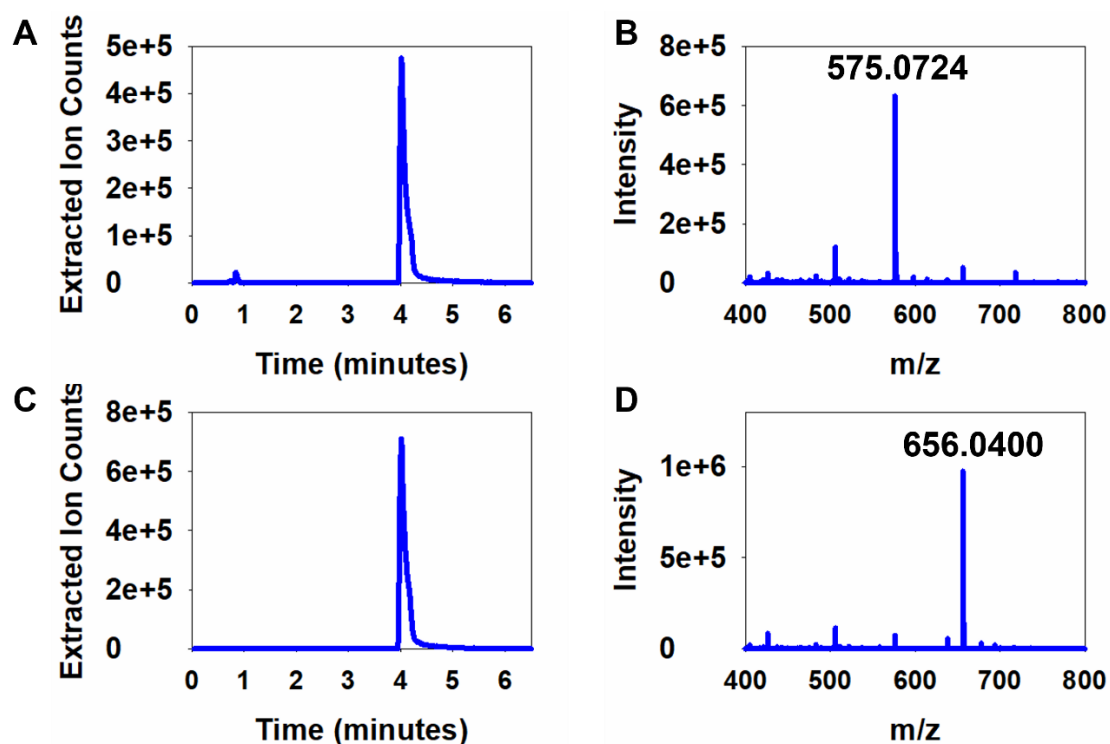 A
Extracted Ion Counts
5e+5
4e+5
3e+5
2e+5
1e+5
0
0 1 2 3 4 5 6
Time (minutes)
B
Intensity
8e+5
6e+5
4e+5
2e+5
0
575.0724
400 500 600 700 800
m/z
C
Extracted Ion Counts
8e+5
6e+5
4e+5
2e+5
0
0 1 2 3 4 5 6
Time (minutes)
D
Intensity
1e+6
5e+5
0
656.0400
400 500 600 700 800
m/z